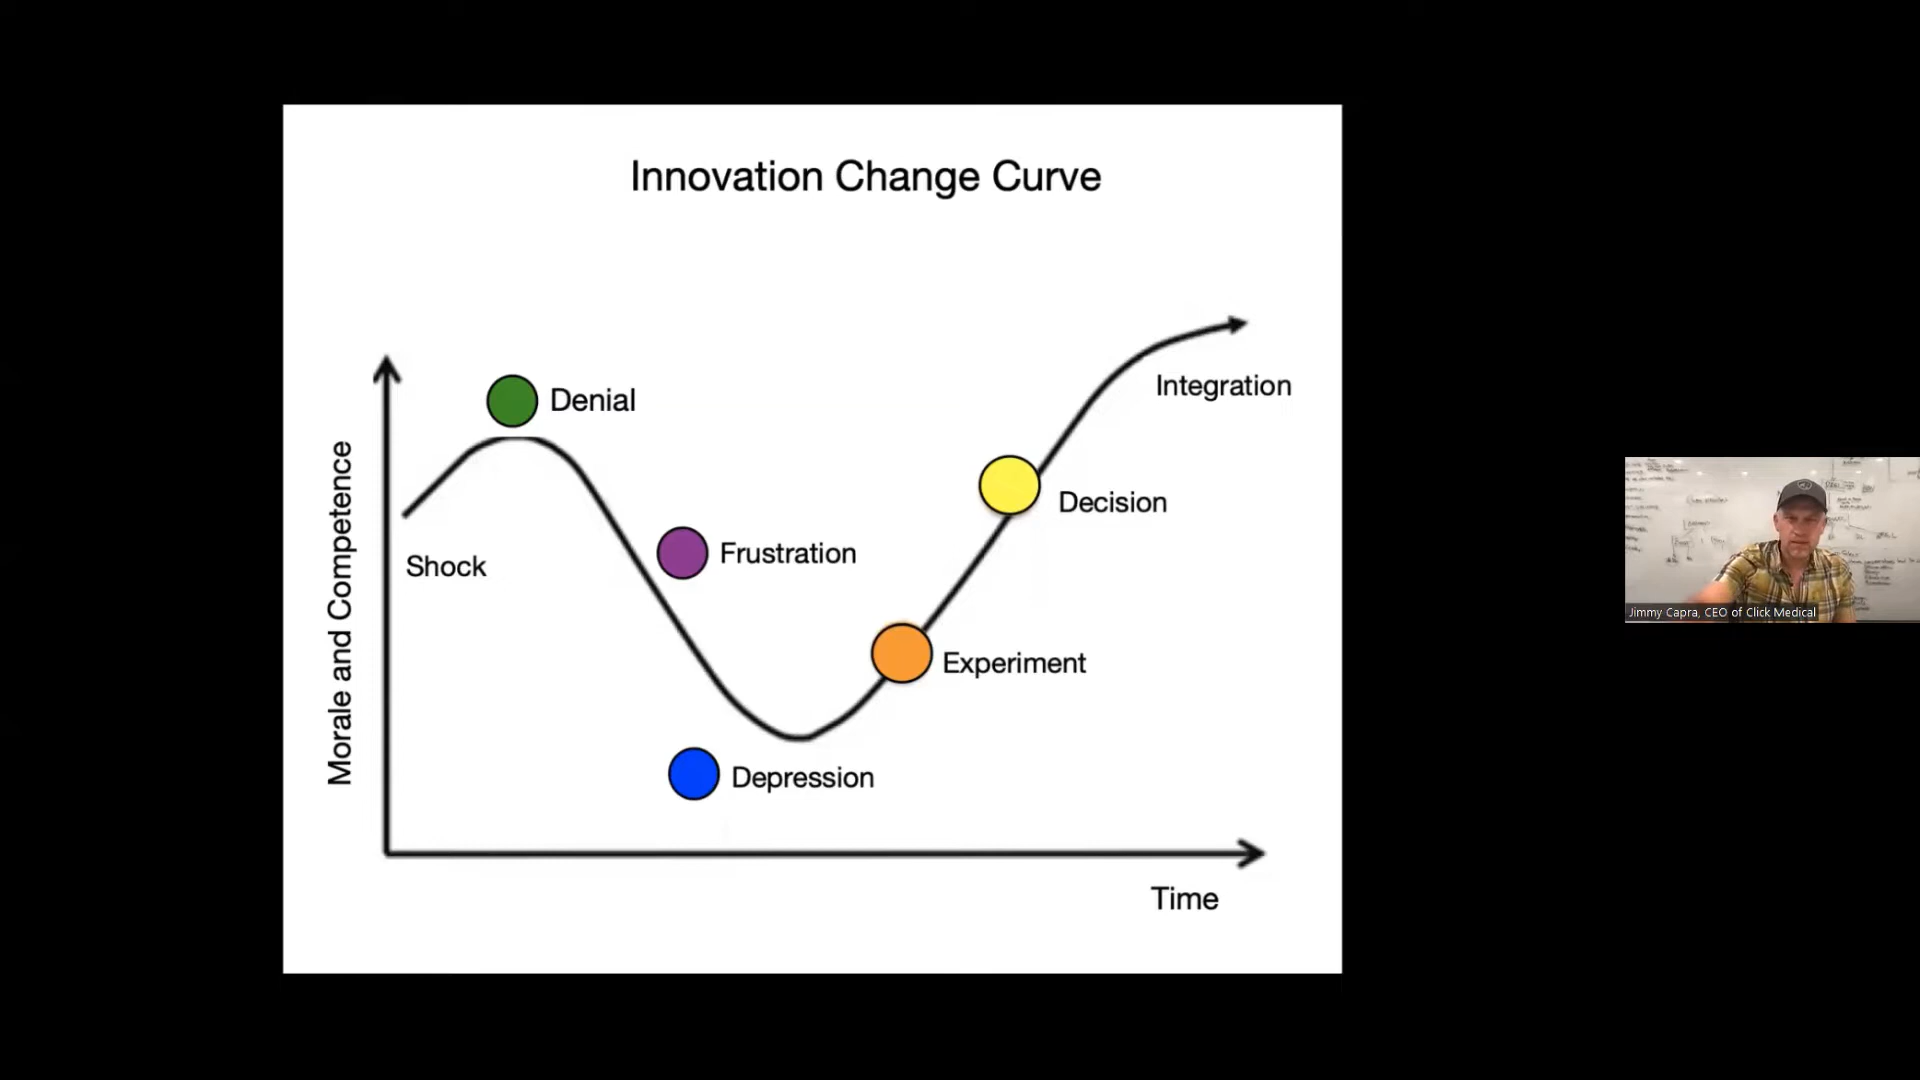 Innovation Change Curve
Denial
Integration
Decision
Frustration
Shock
Experiment
Depression
Morale and Competence
Time
Jimmy Capra, CEO of Click Medical